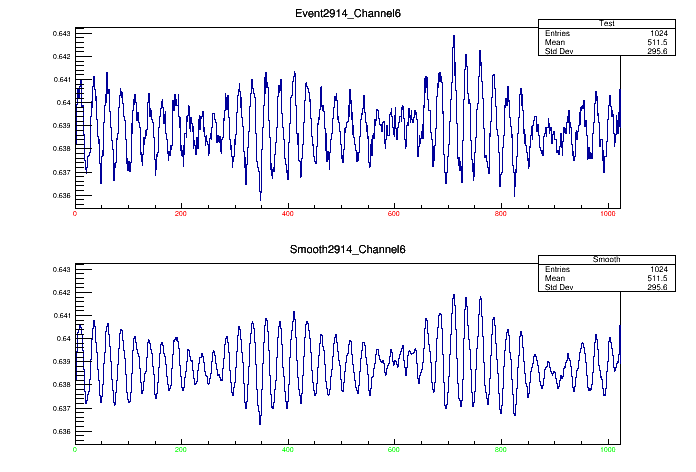 Event2914_Channel6
Test
Entries 1024
Mean 511.5
Std Dev 295.6
0.643
0.642
0.641
0.64
0.639
0.638
0.637
0.636
0 200 400 600 800 1000
Smooth2914_Channel6
Smooth
Entries 1024
Mean 511.5
Std Dev 295.6
0.643
0.642
0.641
0.64
0.639
0.638
0.637
0.636
0 200 400 600 800 1000